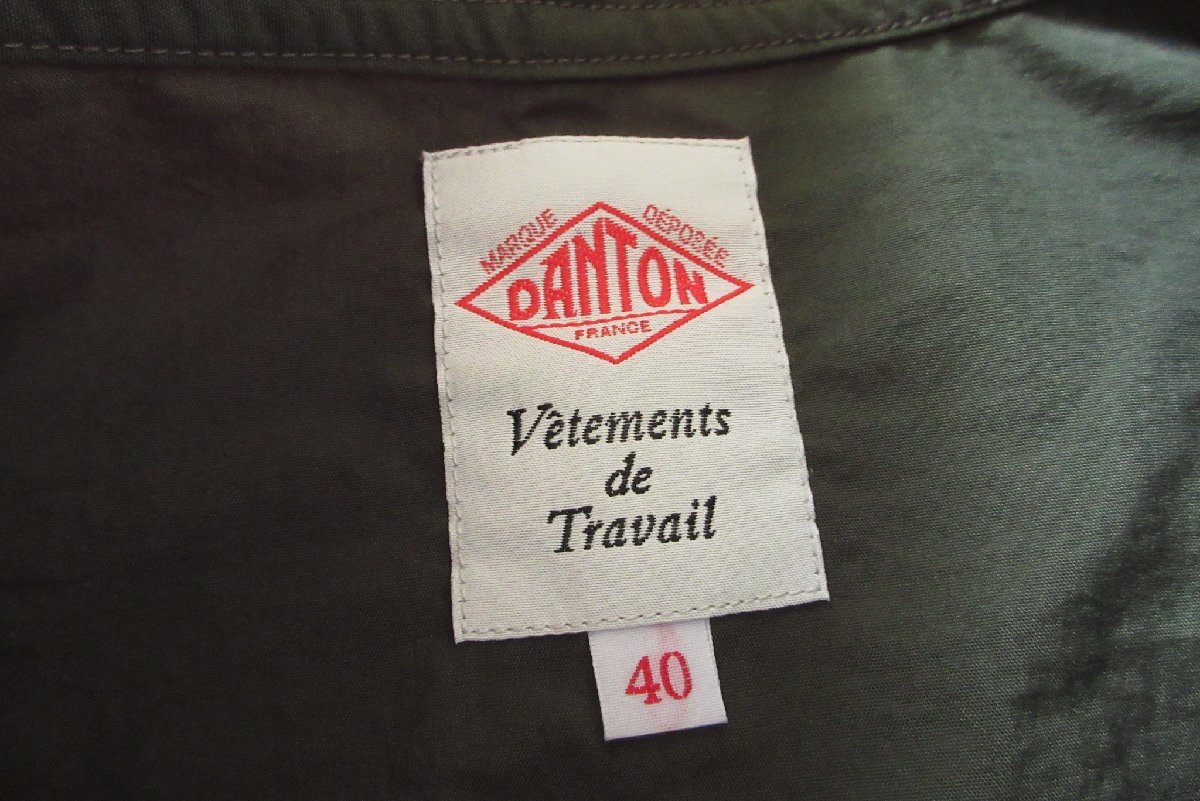 MARQUE DÉPOSÉE
DANTON
FRANCE
Vêtements
de
Travail
40